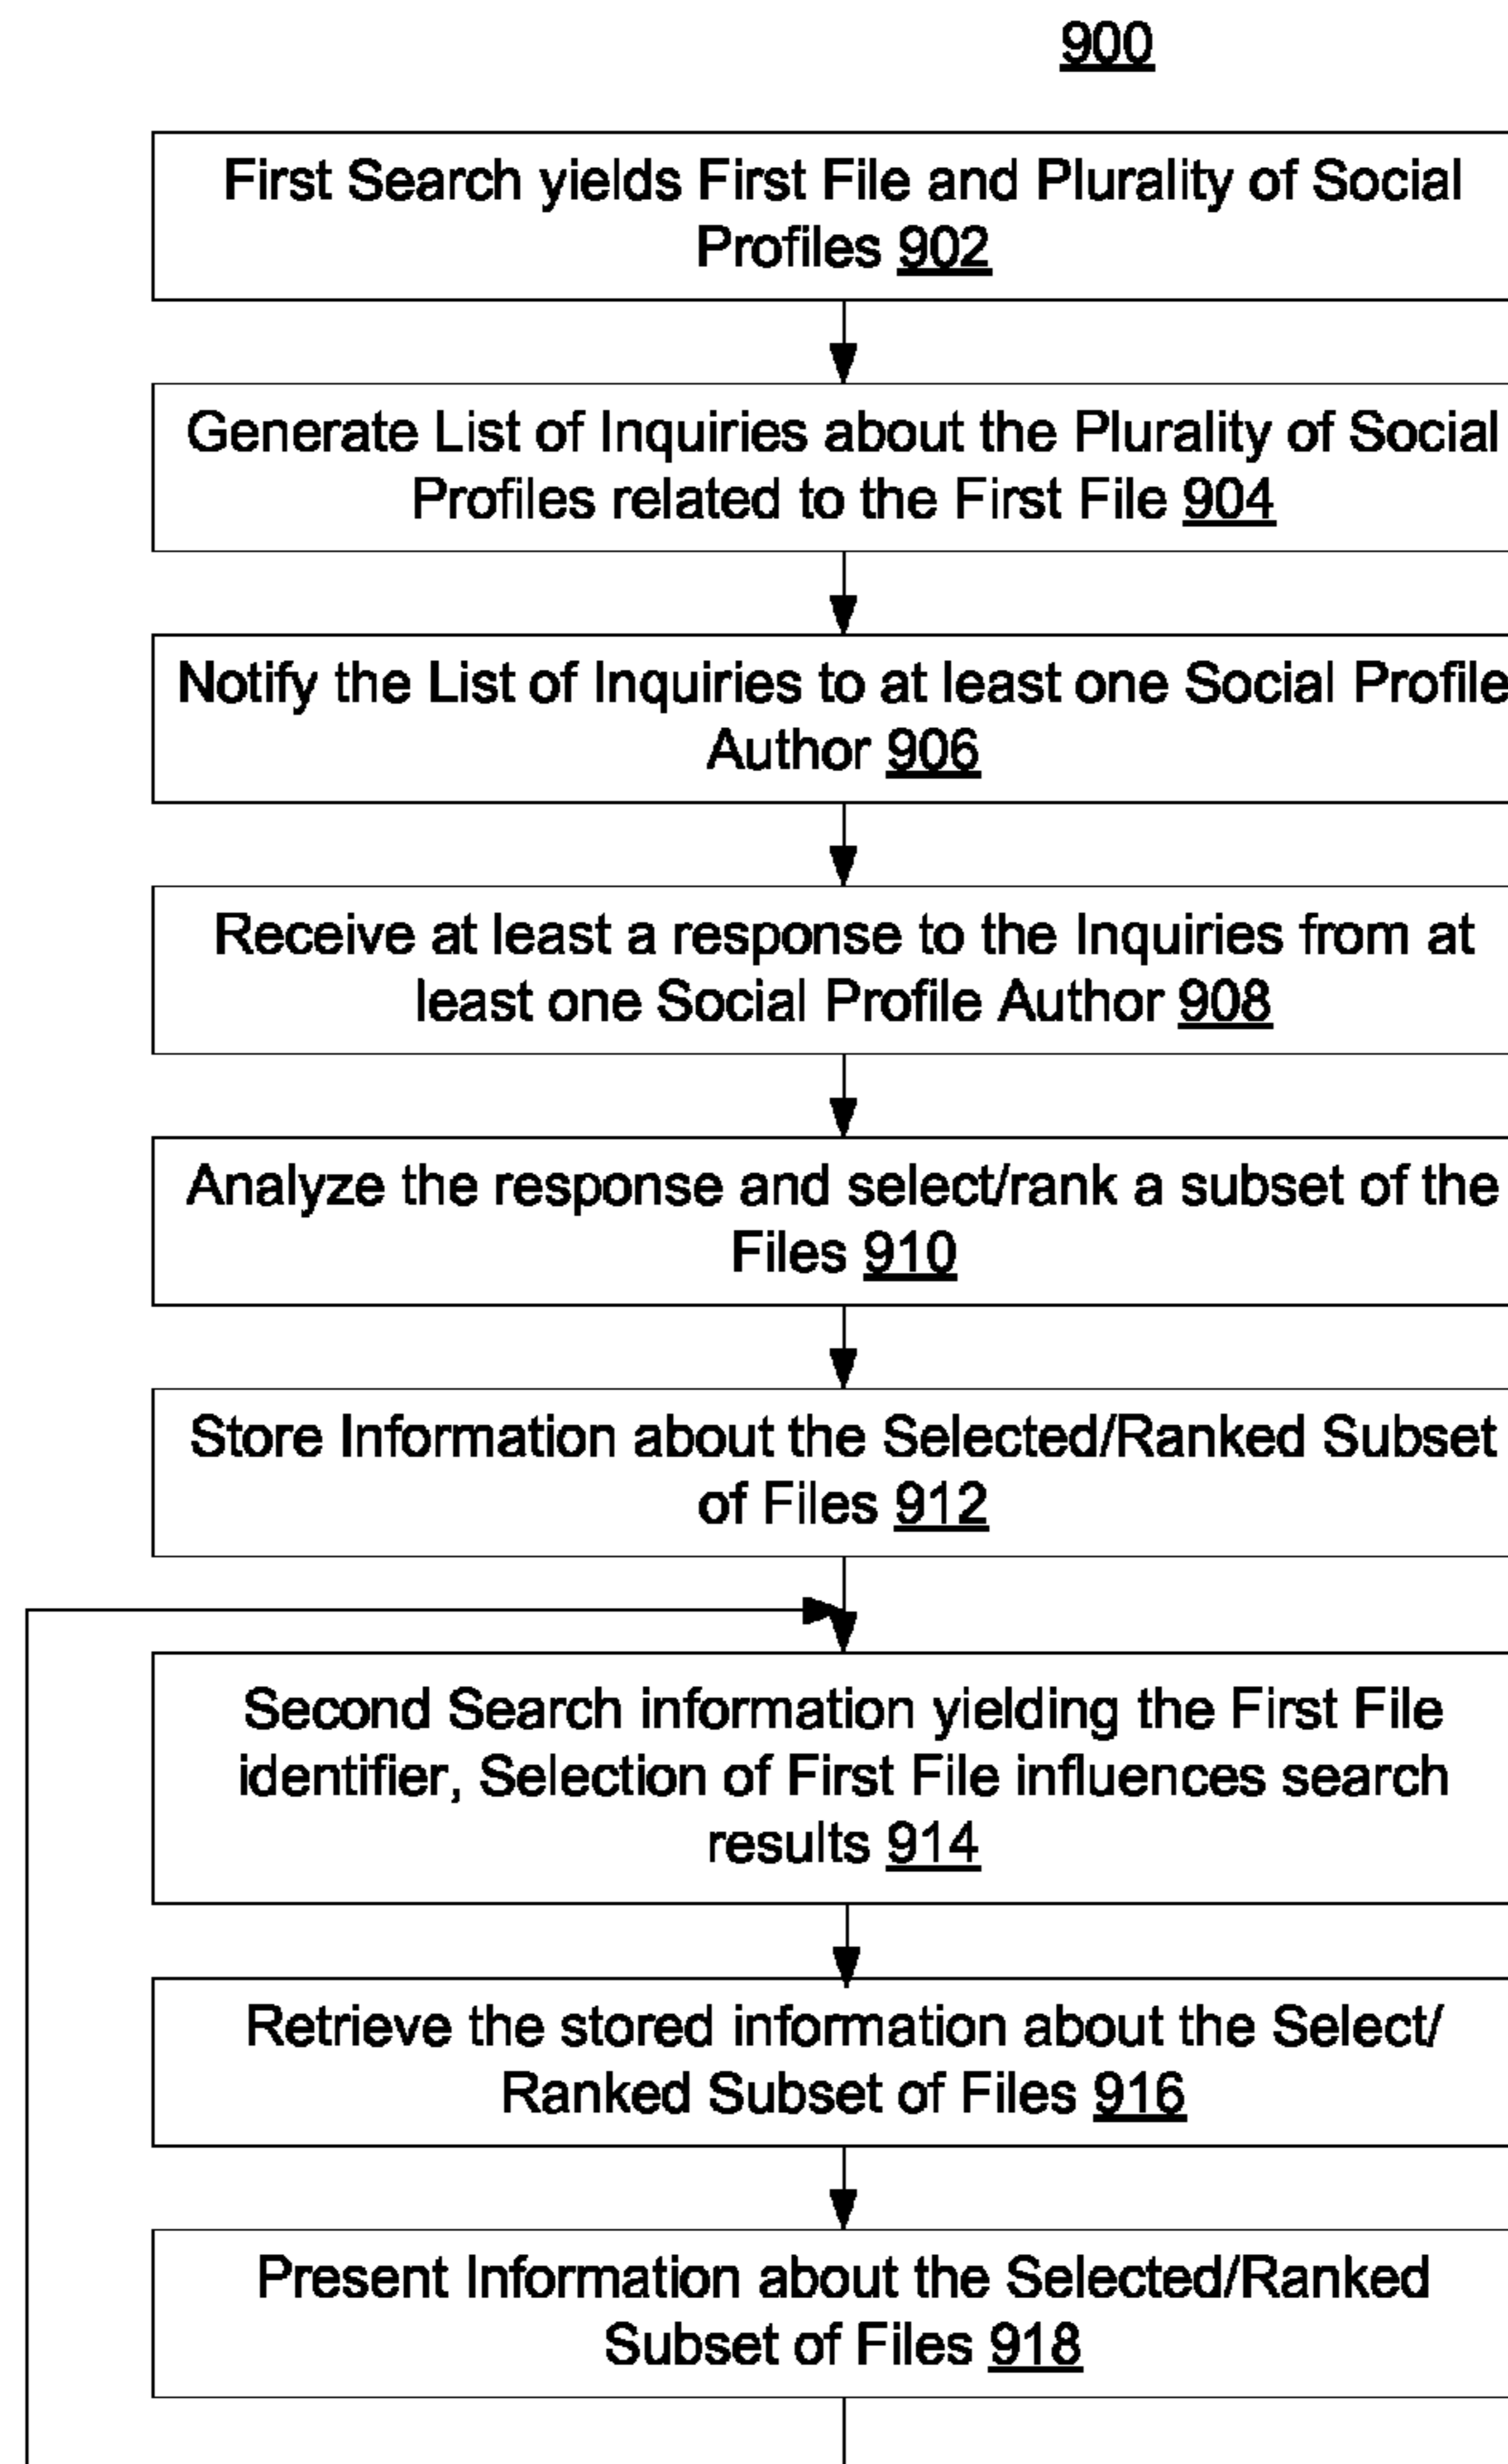 900
First Search yields First File and Plurality of Social
Profiles 902
Generate List of Inquiries about the Plurality of Social
Profiles related to the First File 904
Notify the List of Inquiries to at least one Social Profile
Author 906
Receive at least a response to the Inquiries from at
least one Social Profile Author 908
Analyze the response and select/rank a subset of the
Files 910
Store Information about the Selected/Ranked Subset
of Files 912
Second Search information yielding the First File
identifier, Selection of First File influences search
results 914
Retrieve the stored information about the Select/
Ranked Subset of Files 916
Present Information about the Selected/Ranked
Subset of Files 918